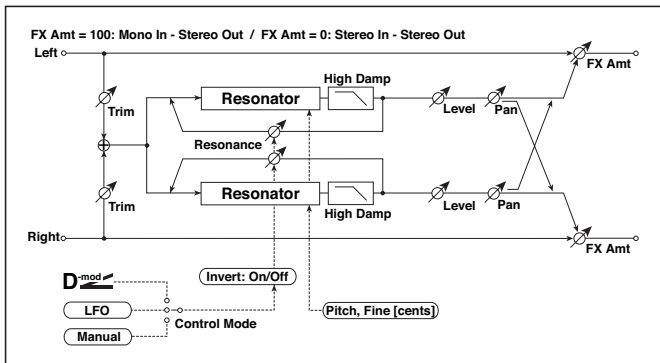 FX Amt = 100: Mono In - Stereo Out / FX Amt = 0: Stereo In - Stereo Out
Left
FX Amt
High Damp
Resonator
Trim
Level
Pan
Resonance
Resonator
Trim
High Damp
Level
Pan
Right
FX Amt
D-mod
Invert: On/Off
LFO
Control Mode
Pitch, Fine [cents]
Manual